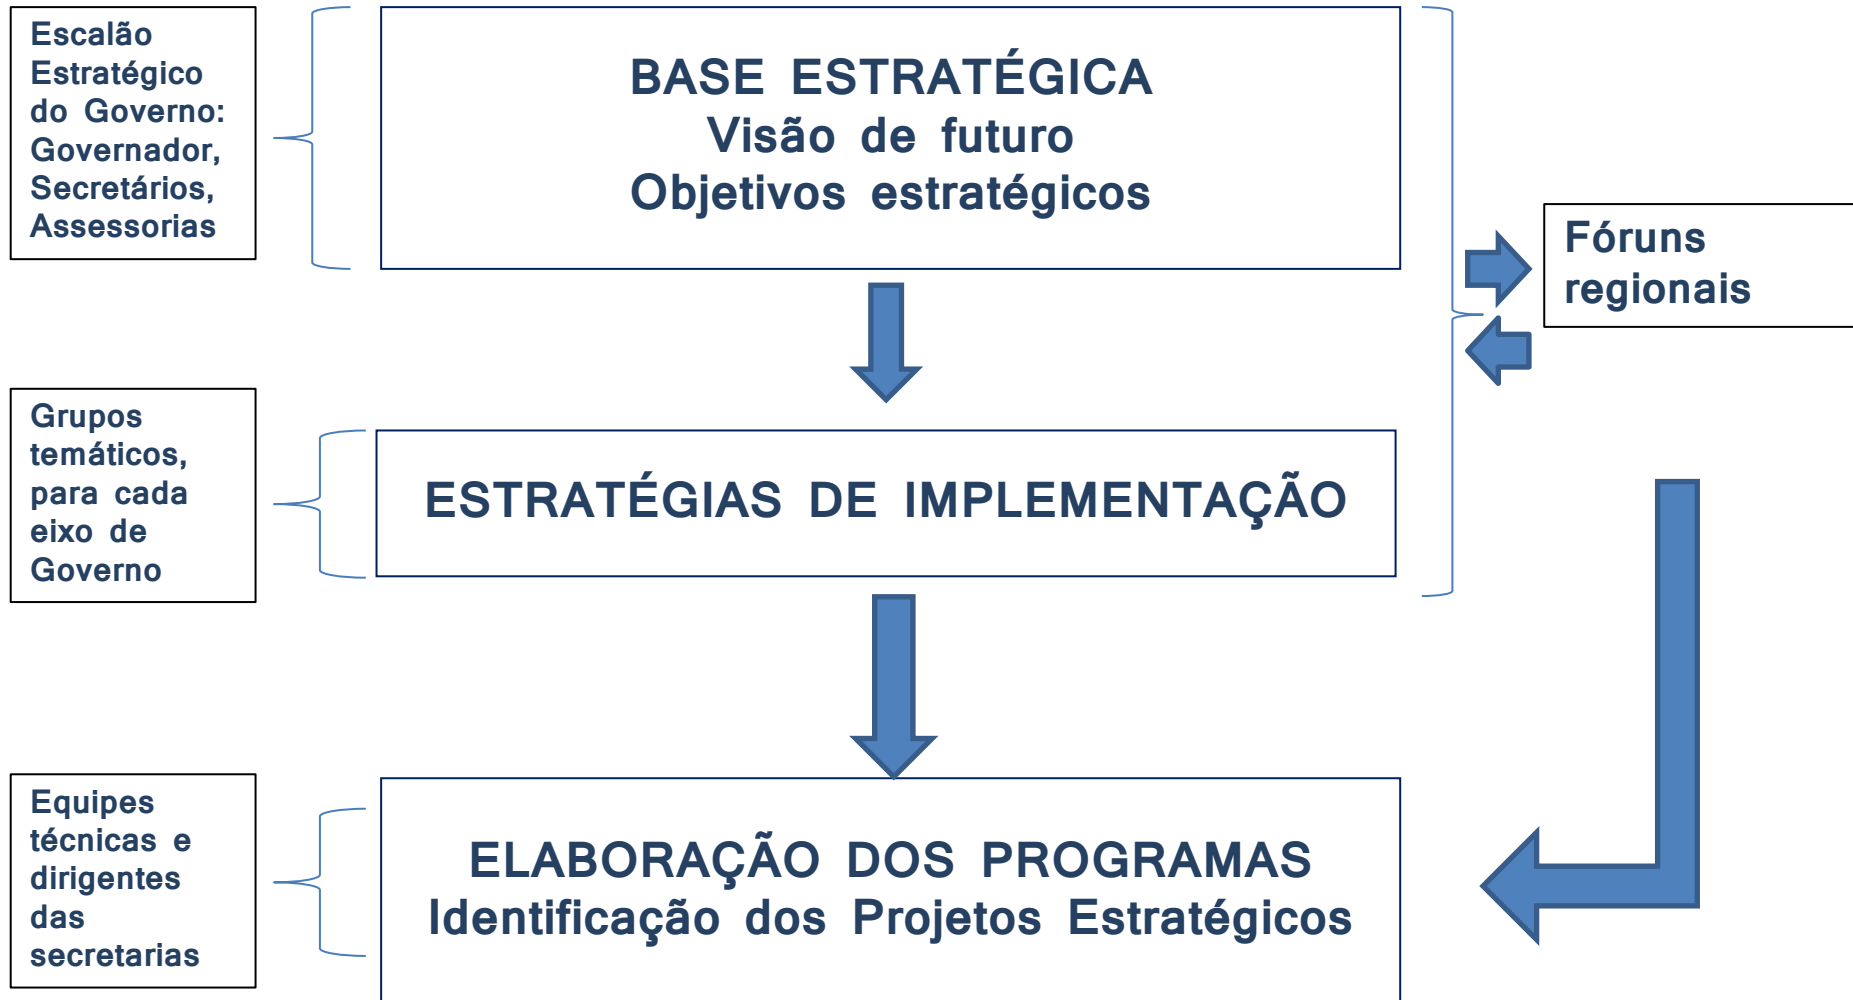 Escalão
Estratégico
do Governo:
Governador,
Secretários,
Assessorias
BASE ESTRATÉGICA
Visão de futuro
Objetivos estratégicos
Fóruns
regionais
Grupos
temáticos,
para cada
eixo de
Governo
ESTRATÉGIAS DE IMPLEMENTAÇÃO
Equipes
técnicas e
dirigentes
das
secretarias
ELABORAÇÃO DOS PROGRAMAS
Identificação dos Projetos Estratégicos